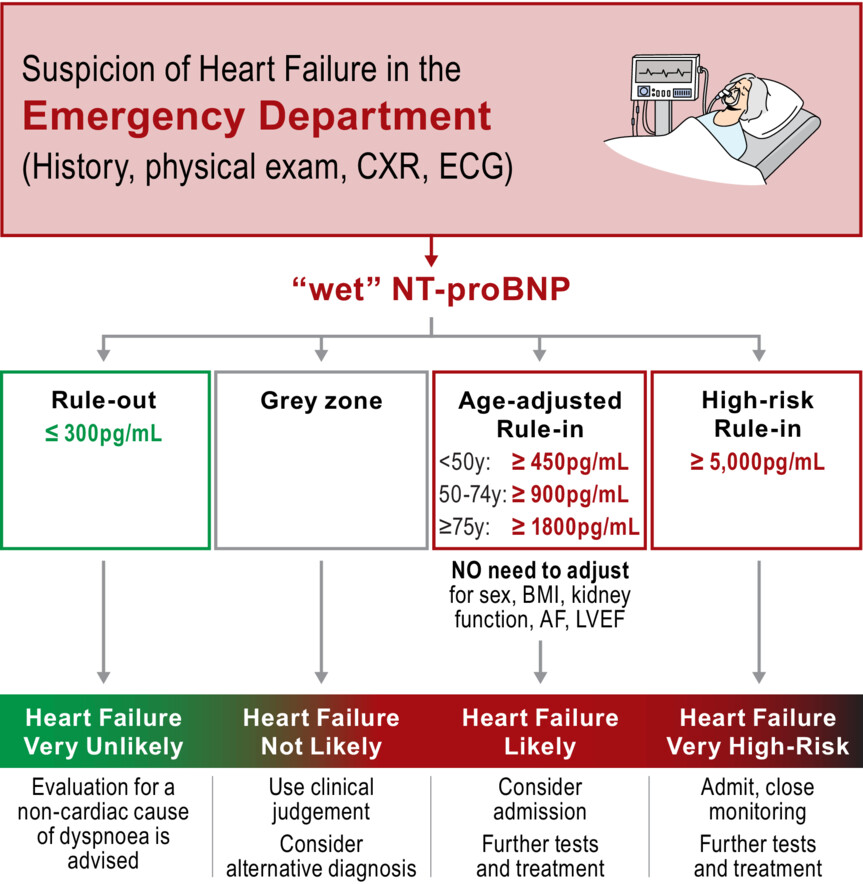 Suspicion of Heart Failure in the
Emergency Department
(History, physical exam, CXR, ECG)
“wet” NT-proBNP
Rule-out
≤ 300pg/mL
Grey zone
Age-adjusted
Rule-in
<50y: ≥ 450pg/mL
50-74y: ≥ 900pg/mL
≥75y: ≥ 1800pg/mL
High-risk
Rule-in
≥ 5,000pg/mL
NO need to adjust
for sex, BMI, kidney
function, AF, LVEF
Heart Failure
Very Unlikely
Heart Failure
Not Likely
Heart Failure
Likely
Heart Failure
Very High-Risk
Evaluation for a
non-cardiac cause
of dyspnoea is
advised
Use clinical
judgement
Consider
alternative diagnosis
Consider
admission
Further tests
and treatment
Admit, close
monitoring
Further tests
and treatment